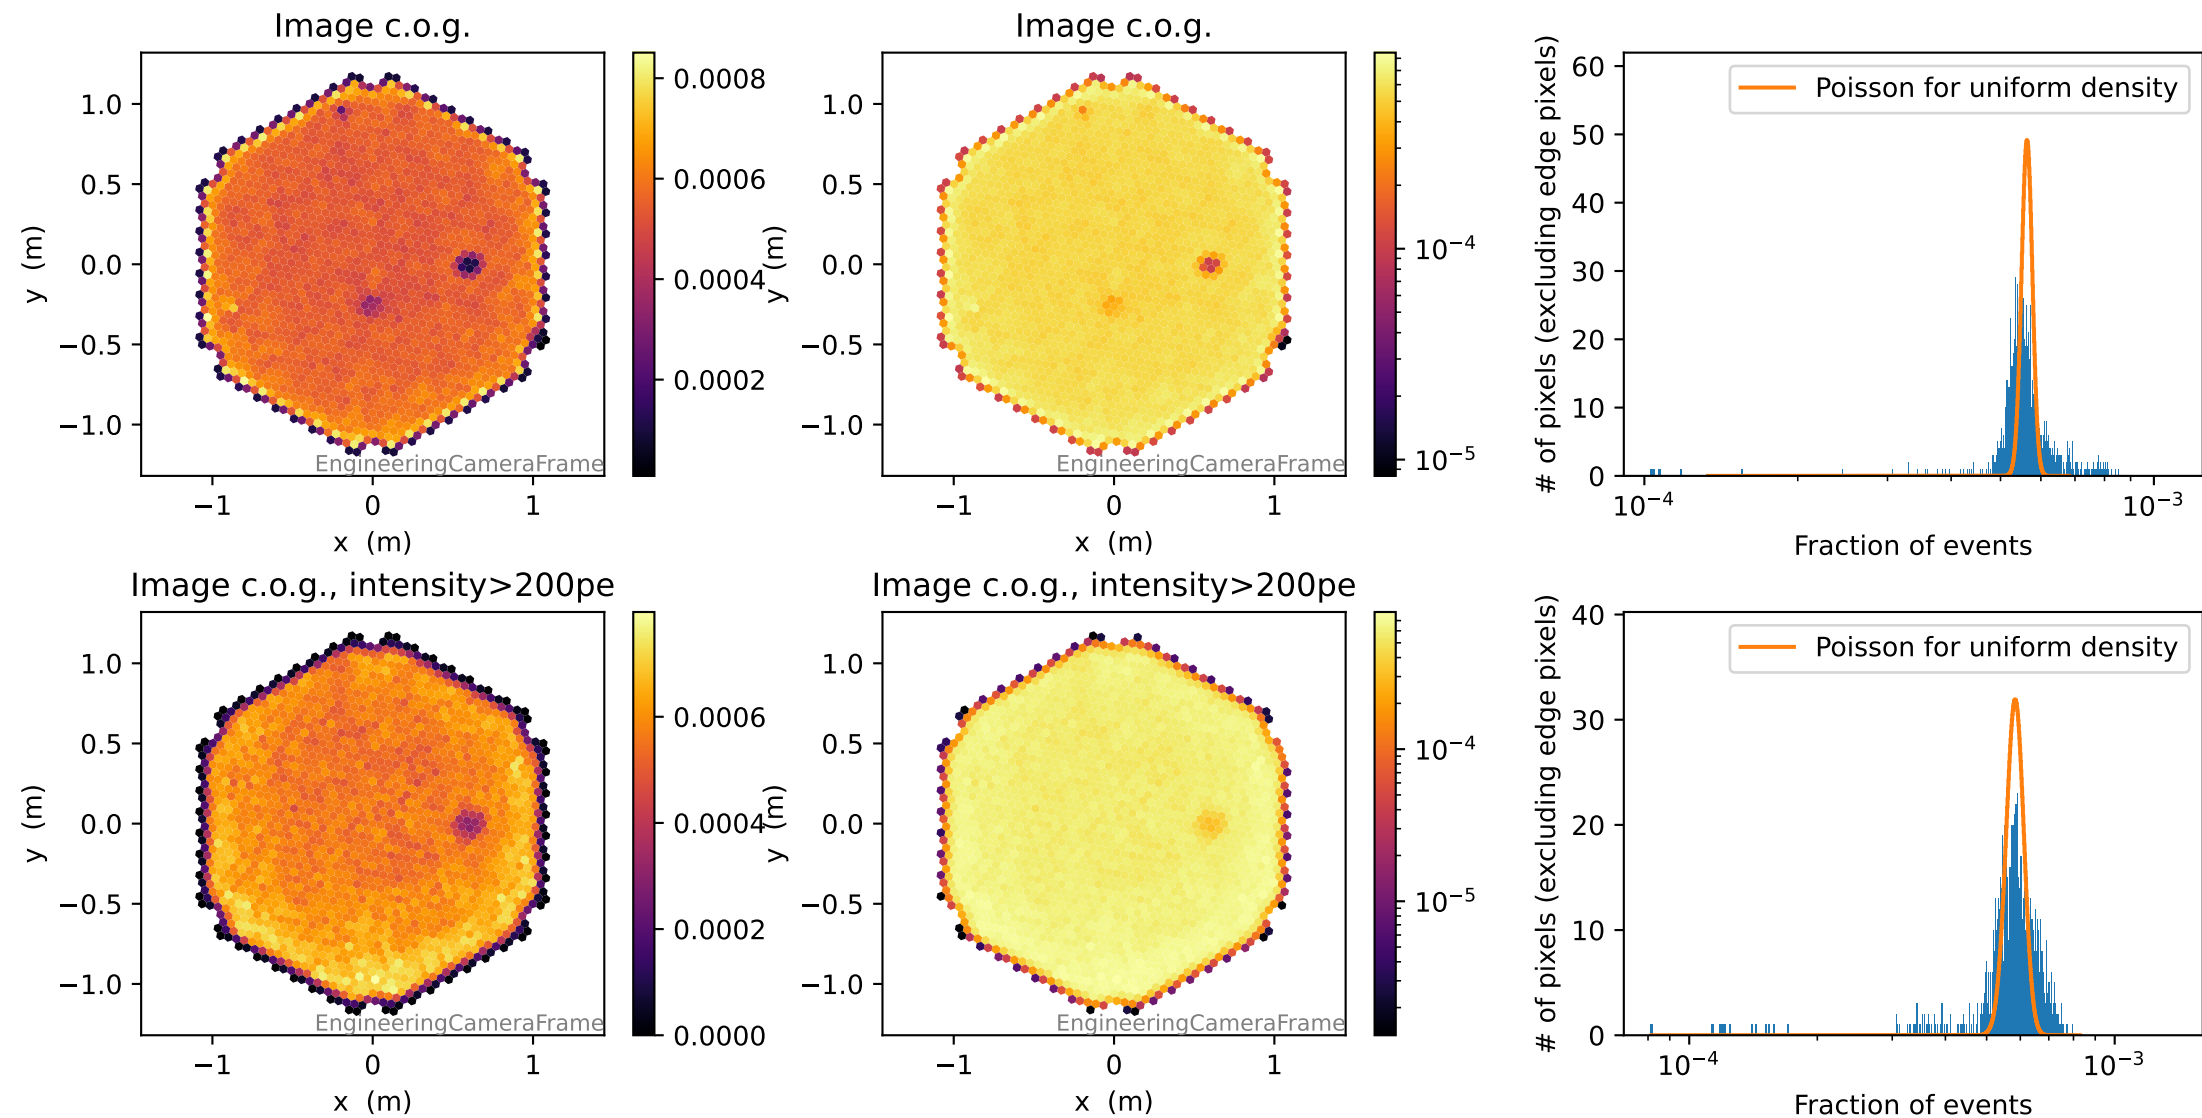 Image c.o.g.
1.0
0.5
0.0
−0.5
−1.0
y (m)
−1
0
1
x (m)
EngineeringCameraFrame
0.0008
0.0006
0.0004
0.0002
Image c.o.g.
1.0
0.5
0.0
−0.5
−1.0
y (m)
−1
0
1
x (m)
EngineeringCameraFrame
10⁻⁴
10⁻⁵
# of pixels (excluding edge pixels)
60
50
40
30
20
10
0
Poisson for uniform density
10⁻⁴
10⁻³
Fraction of events
Image c.o.g., intensity>200pe
1.0
0.5
0.0
−0.5
−1.0
y (m)
−1
0
1
x (m)
EngineeringCameraFrame
0.0006
0.0004
0.0002
0.0000
Image c.o.g., intensity>200pe
1.0
0.5
0.0
−0.5
−1.0
y (m)
−1
0
1
x (m)
EngineeringCameraFrame
10⁻⁴
10⁻⁵
# of pixels (excluding edge pixels)
40
30
20
10
0
Poisson for uniform density
10⁻⁴
10⁻³
Fraction of events